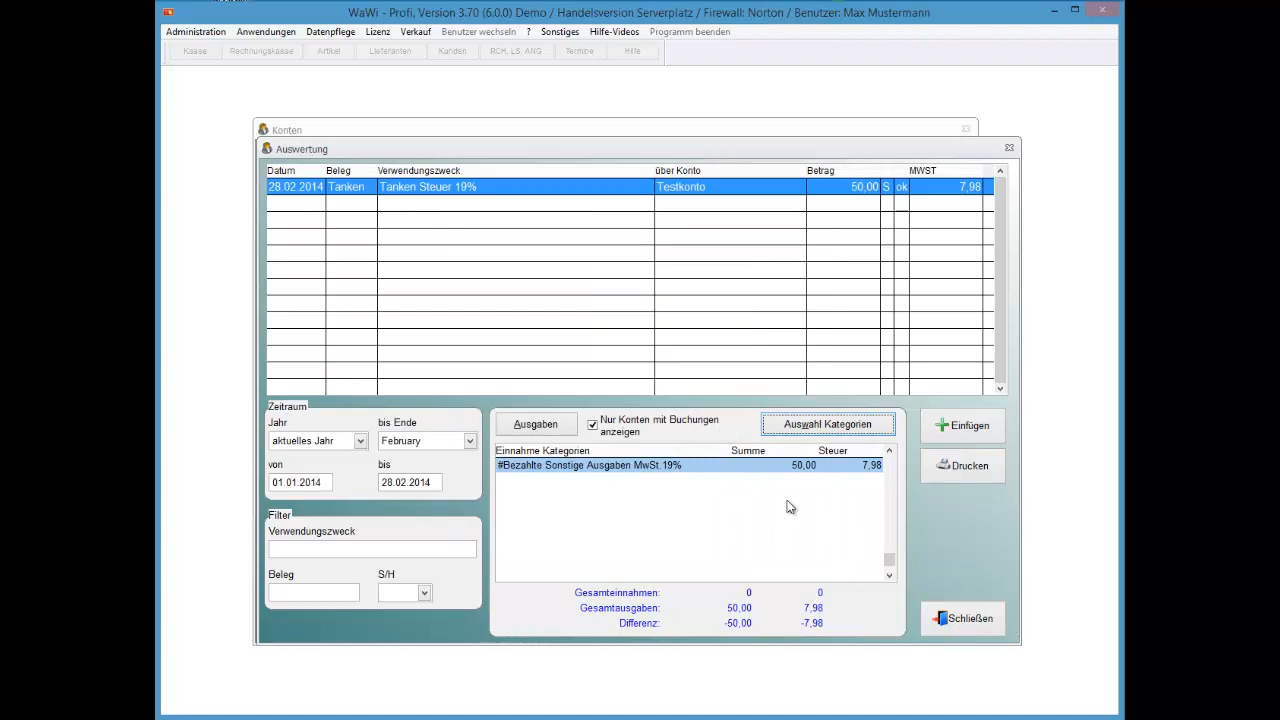 WaWi - Profi, Version 3.70 (6.0.0) Demo / Handelsversion Serverplatz / Firewall: Norton / Benutzer: Max Mustermann
Administration Anwendungen Datenpflege Lizenz Verkauf Benutzer wechseln ? Sonstiges Hilfe-Videos Programm beenden
Kasse Rechnungskasse Artikel Lieferanten Kunden RCH, LS, ANG Termine Hilfe
Konten
Auswertung
Datum Beleg Verwendungszweck über Konto Betrag MWST
28.02.2014 Tanken Tanken Steuer 19% Testkonto 50,00 S ok 7,98
Zeitraum
Jahr bis Ende
aktuelles Jahr February
von bis
01.01.2014 28.02.2014
Filter
Verwendungszweck
Beleg S/H
Ausgaben
Nur Konten mit Buchungen
anzeigen
Auswahl Kategorien
Einnahme Kategorien Summe Steuer
#Bezahlte Sonstige Ausgaben MwSt.19% 50,00 7,98
Gesamteinnahmen: 0 0
Gesamtausgaben: 50,00 7,98
Differenz: -50,00 -7,98
Einfügen
Drucken
Schließen